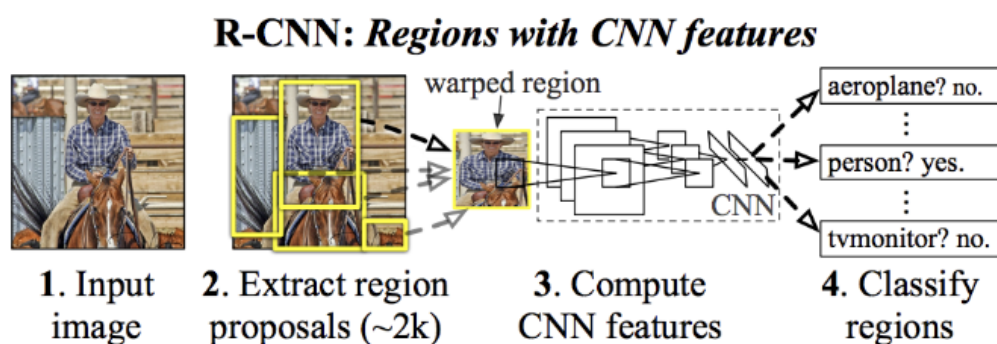 R-CNN: Regions with CNN features
warped region
aeroplane? no.
⋮
person? yes.
⋮
tvmonitor? no.
CNN
1. Input
image
2. Extract region
proposals (~2k)
3. Compute
CNN features
4. Classify
regions